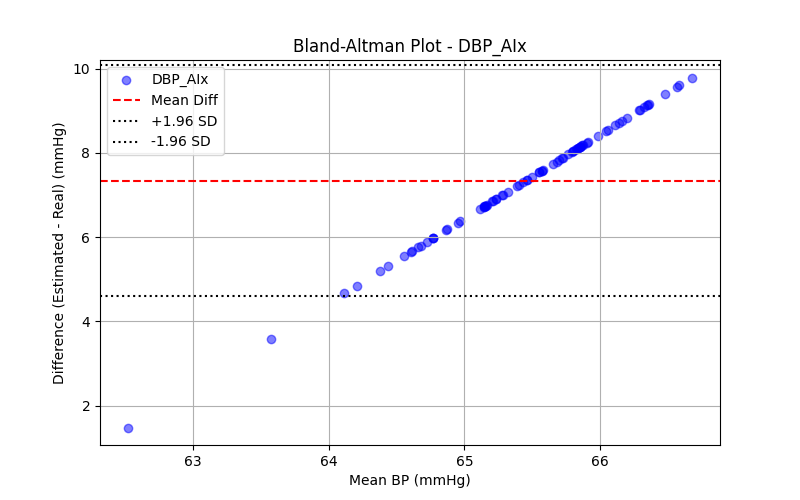 Bland-Altman Plot - DBP_AIx
DBP_AIx
Mean Diff
+1.96 SD
-1.96 SD
Difference (Estimated - Real) (mmHg)
10
8
6
4
2
63
64
65
66
Mean BP (mmHg)